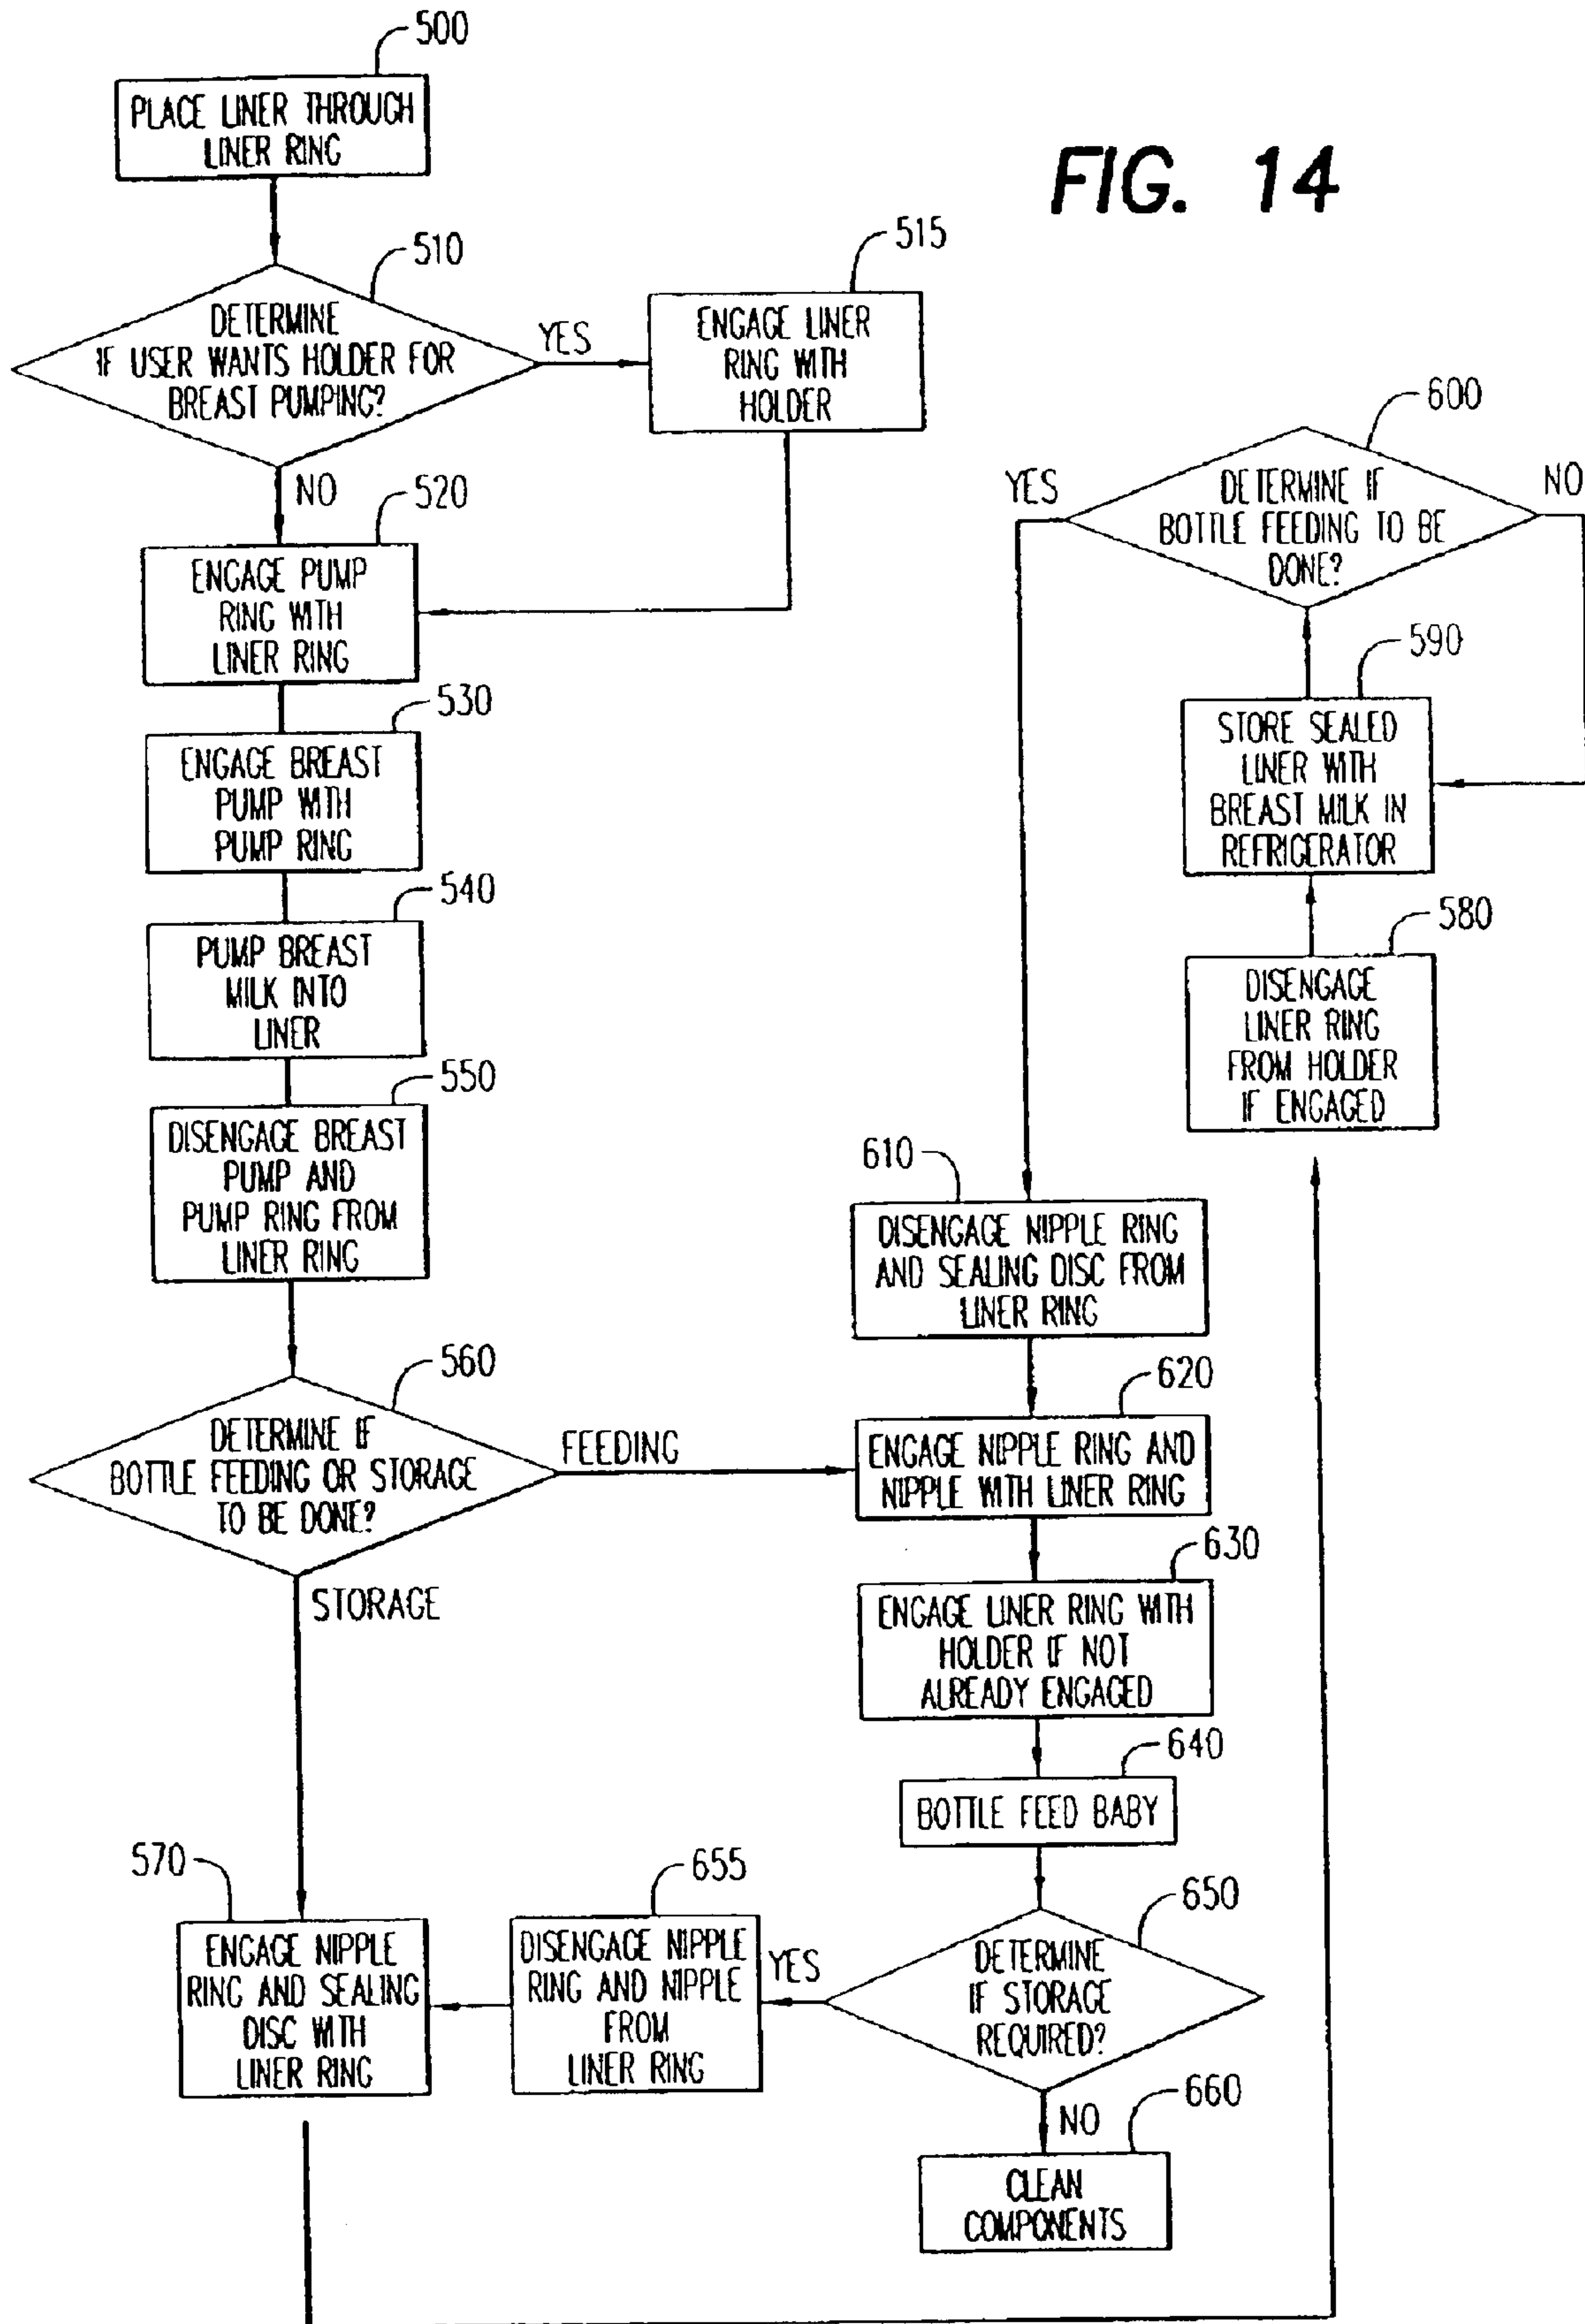 FIG. 14
500
PLACE LINER THROUGH
LINER RING
510
DETERMINE
IF USER WANTS HOLDER FOR
BREAST PUMPING?
YES
515
ENGAGE LINER
RING WITH
HOLDER
NO
520
ENGAGE PUMP
RING WITH
LINER RING
530
ENGAGE BREAST
PUMP WITH
PUMP RING
540
PUMP BREAST
MILK INTO
LINER
550
DISENGAGE BREAST
PUMP AND
PUMP RING FROM
LINER RING
560
DETERMINE IF
BOTTLE FEEDING OR STORAGE
TO BE DONE?
FEEDING
STORAGE
570
ENGAGE NIPPLE
RING AND SEALING
DISC WITH
LINER RING
580
DISENGAGE
LINER RING
FROM HOLDER
IF ENGAGED
590
STORE SEALED
LINER WITH
BREAST MILK IN
REFRIGERATOR
600
DETERMINE IF
BOTTLE FEEDING TO BE
DONE?
YES
NO
610
DISENGAGE NIPPLE RING
AND SEALING DISC FROM
LINER RING
620
ENGAGE NIPPLE RING AND
NIPPLE WITH LINER RING
630
ENGAGE LINER RING WITH
HOLDER IF NOT
ALREADY ENGAGED
640
BOTTLE FEED BABY
650
DETERMINE
IF STORAGE
REQUIRED?
YES
655
DISENGAGE NIPPLE
RING AND NIPPLE
FROM
LINER RING
NO
660
CLEAN
COMPONENTS